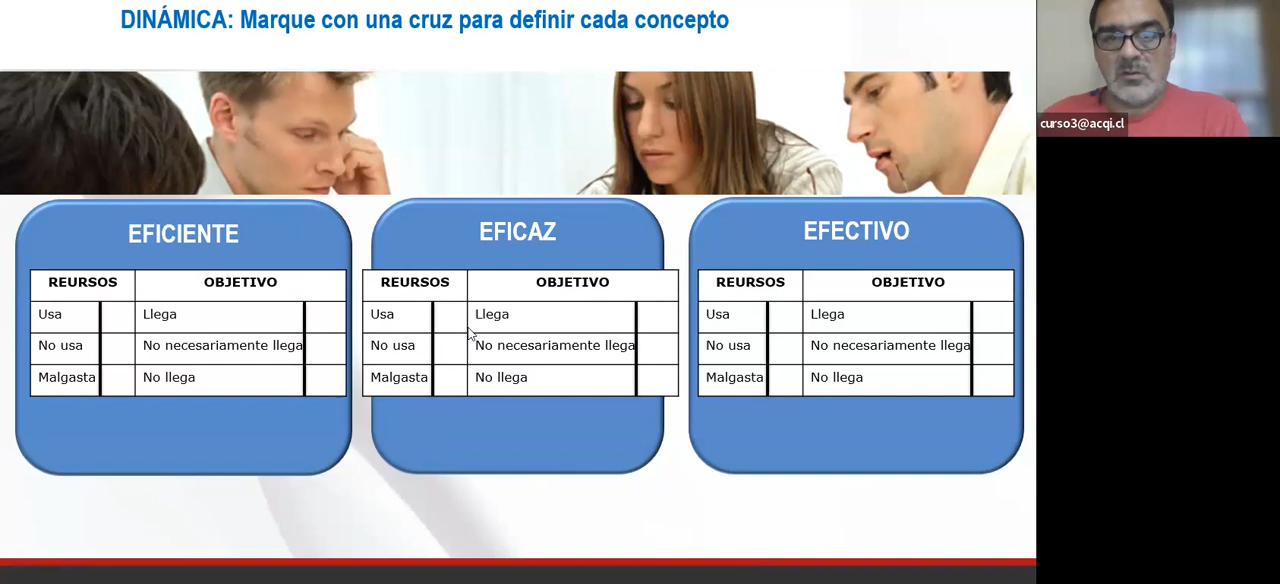 DINÁMICA: Marque con una cruz para definir cada concepto
curso3@acqi.cl
EFICIENTE
REURSOS OBJETIVO
Usa Llega
No usa No necesariamente llega
Malgasta No llega
EFICAZ
REURSOS OBJETIVO
Usa Llega
No usa No necesariamente llega
Malgasta No llega
EFECTIVO
REURSOS OBJETIVO
Usa Llega
No usa No necesariamente llega
Malgasta No llega